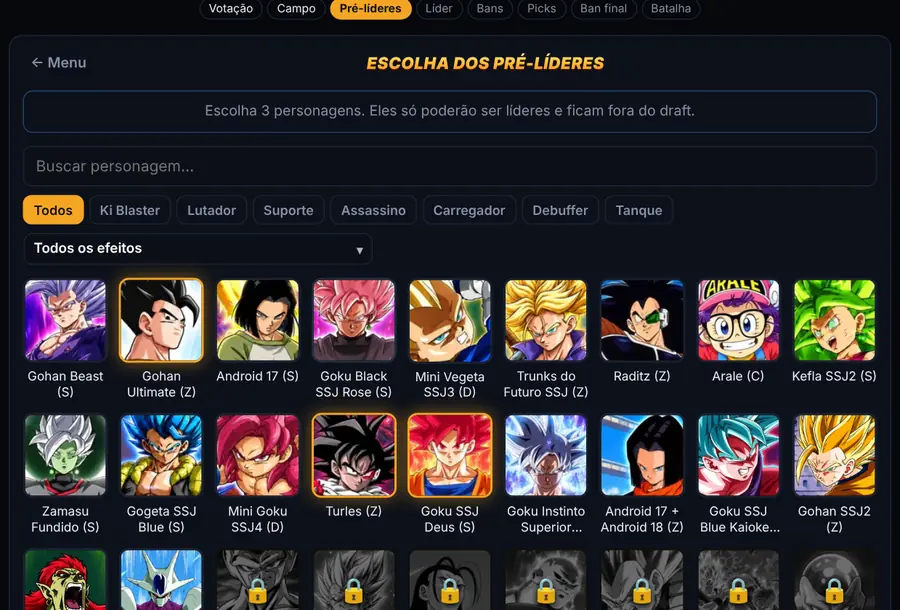 Votação Campo Pré-líderes Líder Bans Picks Ban final Batalha
← Menu
ESCOLHA DOS PRÉ-LÍDERES
Escolha 3 personagens. Eles só poderão ser líderes e ficam fora do draft.
Buscar personagem...
Todos Ki Blaster Lutador Suporte Assassino Carregador Debuffer Tanque
Todos os efeitos
ARALE
Gohan Beast
(S)
Gohan
Ultimate (Z)
Android 17 (S)
Goku Black
SSJ Rose (S)
Mini Vegeta
SSJ3 (D)
Trunks do
Futuro SSJ (Z)
Raditz (Z)
Arale (C)
Kefla SSJ2 (S)
Zamasu
Fundido (S)
Gogeta SSJ
Blue (S)
Mini Goku
SSJ4 (D)
Turles (Z)
Goku SSJ
Deus (S)
Goku Instinto
Superior...
Android 17 +
Android 18 (Z)
Goku SSJ
Blue Kaioke...
Gohan SSJ2
(Z)